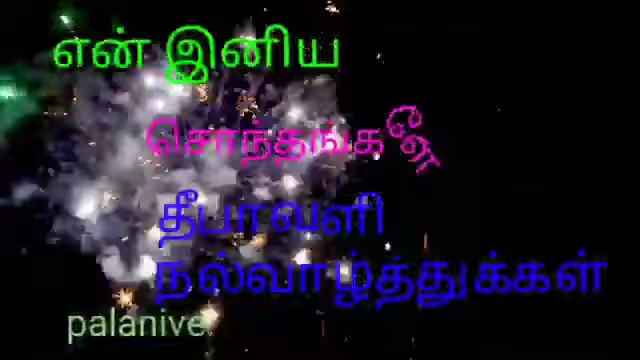 என் இனிய
சொந்தங்களே
தீபாவளி
நல்வாழ்த்துக்கள்
palanive